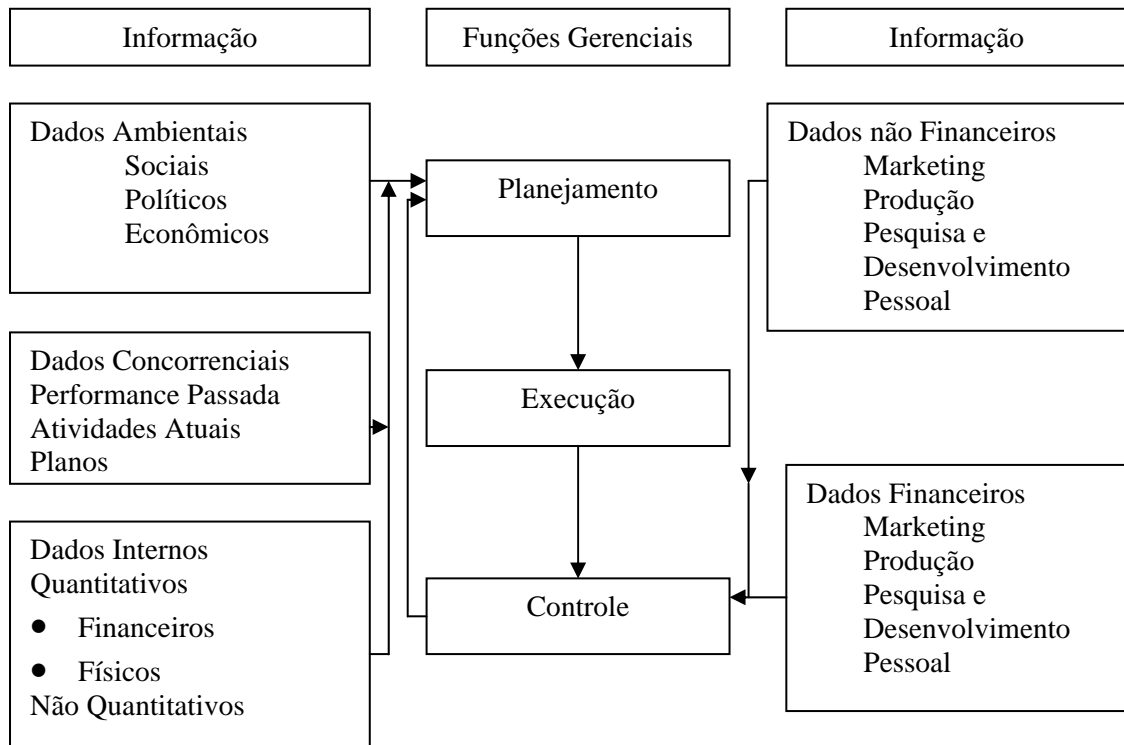 Informação
Funções Gerenciais
Informação
Dados Ambientais
Sociais
Políticos
Econômicos
Dados Concorrenciais
Performance Passada
Atividades Atuais
Planos
Dados Internos
Quantitativos
• Financeiros
• Físicos
Não Quantitativos
Planejamento
Execução
Controle
Dados não Financeiros
Marketing
Produção
Pesquisa e
Desenvolvimento
Pessoal
Dados Financeiros
Marketing
Produção
Pesquisa e
Desenvolvimento
Pessoal